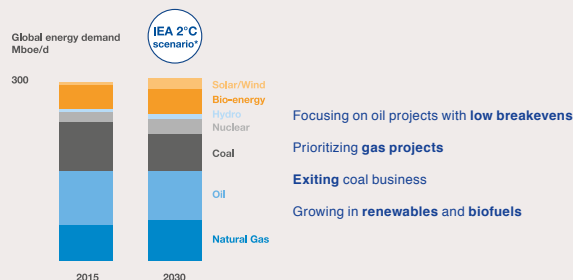 Global energy demand
Mboe/d
IEA 2°C
scenario*
300
Solar/Wind
Bio-energy
Hydro
Nuclear
Coal
Oil
Natural Gas
2015
2030
Focusing on oil projects with low breakevens
Prioritizing gas projects
Exiting coal business
Growing in renewables and biofuels